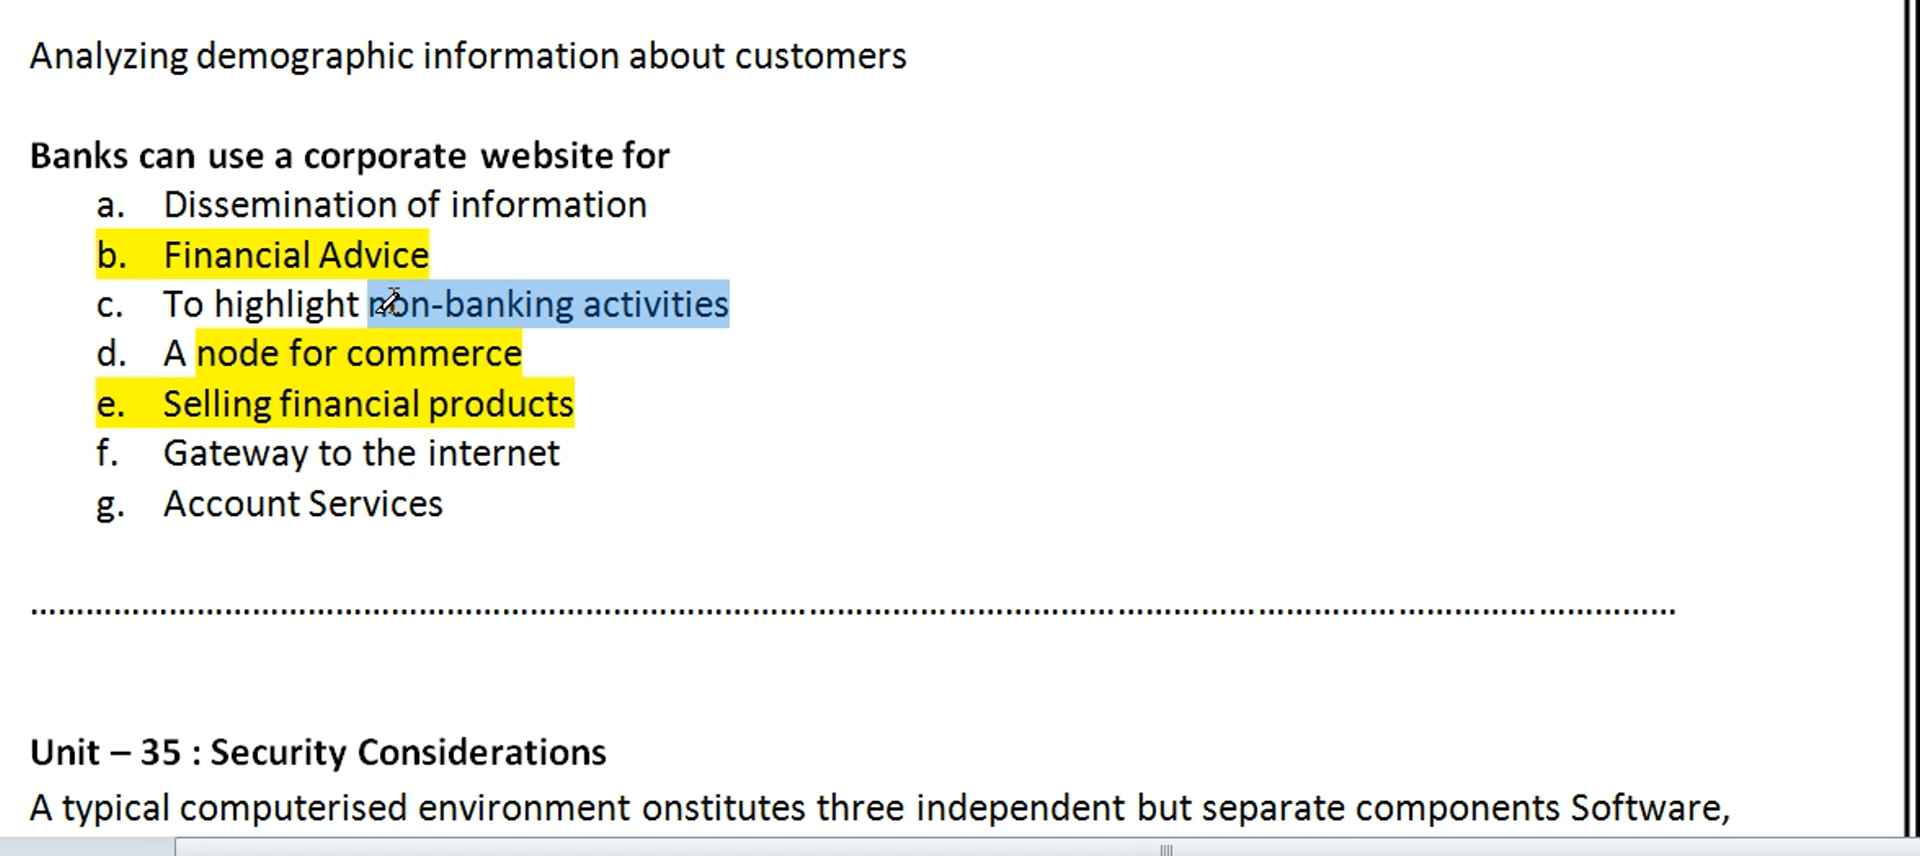 Analyzing demographic information about customers
Banks can use a corporate website for
a. Dissemination of information
b. Financial Advice
c. To highlight non-banking activities
d. A node for commerce
e. Selling financial products
f. Gateway to the internet
g. Account Services
Unit – 35 : Security Considerations
A typical computerised environment onstitutes three independent but separate components Software,